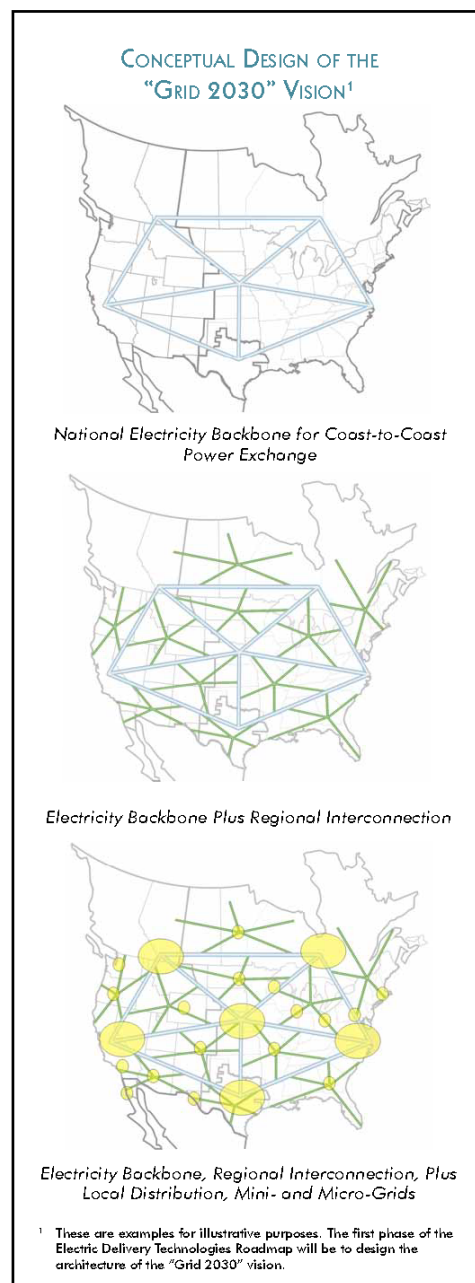 CONCEPTUAL DESIGN OF THE
"GRID 2030" VISION¹
National Electricity Backbone for Coast-to-Coast
Power Exchange
Electricity Backbone Plus Regional Interconnection
Electricity Backbone, Regional Interconnection, Plus
Local Distribution, Mini- and Micro-Grids
¹ These are examples for illustrative purposes. The first phase of the
Electric Delivery Technologies Roadmap will be to design the
architecture of the "Grid 2030" vision.